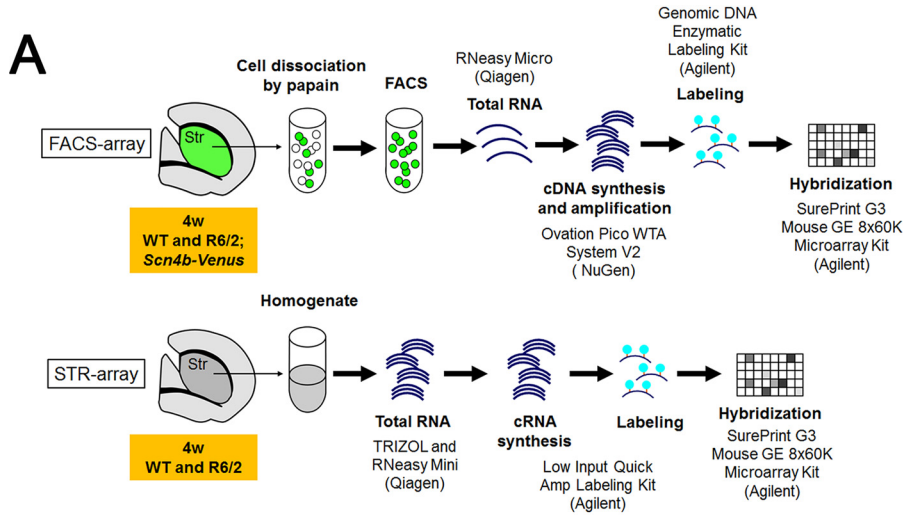 A
FACS-array
Str
4w
WT and R6/2;
Scn4b-Venus
Cell dissociation
by papain
FACS
RNeasy Micro
(Qiagen)
Total RNA
cDNA synthesis
and amplification
Ovation Pico WTA
System V2
( NuGen)
Genomic DNA
Enzymatic
Labeling Kit
(Agilent)
Labeling
Hybridization
SurePrint G3
Mouse GE 8x60K
Microarray Kit
(Agilent)
STR-array
Str
4w
WT and R6/2
Homogenate
Total RNA
TRIZOL and
RNeasy Mini
(Qiagen)
cRNA
synthesis
Low Input Quick
Amp Labeling Kit
(Agilent)
Labeling
Hybridization
SurePrint G3
Mouse GE 8x60K
Microarray Kit
(Agilent)